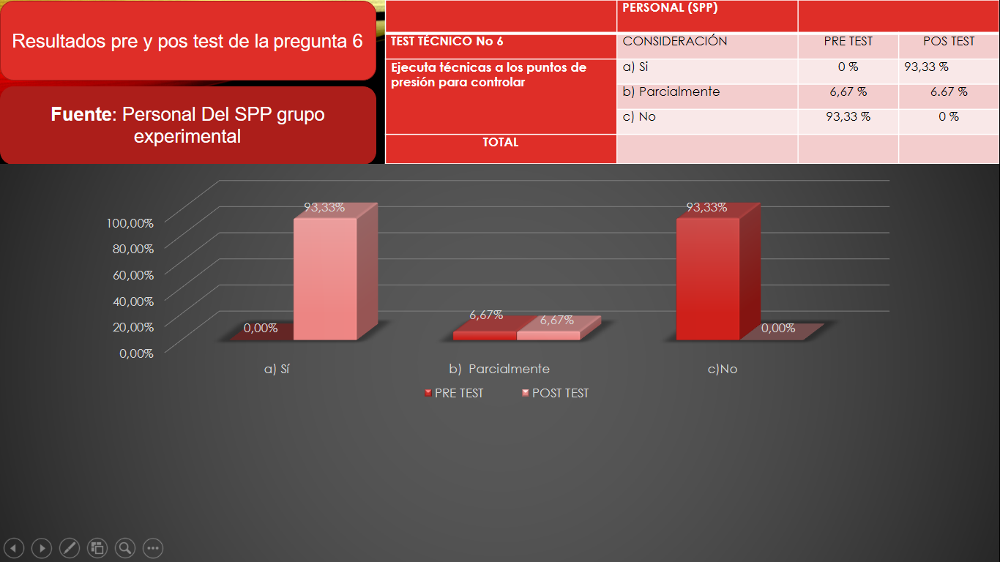 Resultados pre y pos test de la pregunta 6
Fuente: Personal Del SPP grupo
experimental
PERSONAL (SPP)
TEST TÉCNICO No 6 CONSIDERACIÓN PRE TEST POS TEST
Ejecuta técnicas a los puntos de
presión para controlar
a) Si 0 % 93,33 %
b) Parcialmente 6,67 % 6.67 %
c) No 93,33 % 0 %
TOTAL
100,00%
80,00%
60,00%
40,00%
20,00%
0,00%
0,00% 93,33%
6,67% 6,67%
93,33% 0,00%
a) Sí b) Parcialmente c)No
PRE TEST POST TEST